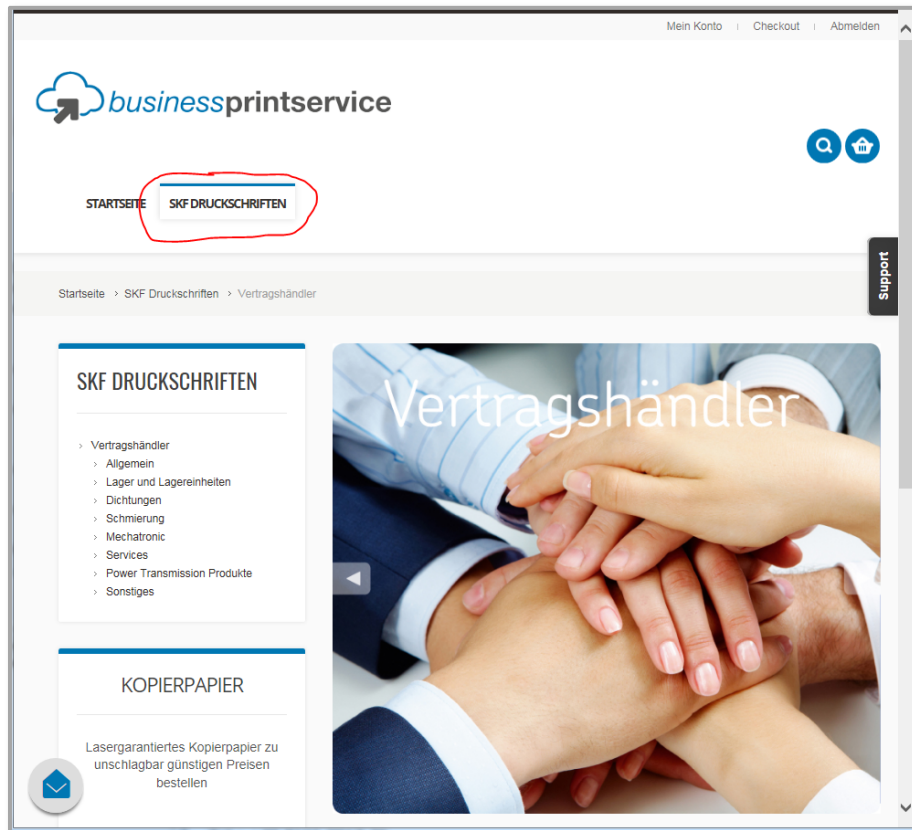 Mein Konto
Checkout
Abmelden
businessprintservice
STARTSEITE
SKF DRUCKSCHRIFTEN
Support
Startseite > SKF Druckschriften > Vertragshändler
SKF DRUCKSCHRIFTEN
> Vertragshändler
> Allgemein
> Lager und Lagereinheiten
> Dichtungen
> Schmierung
> Mechatronic
> Services
> Power Transmission Produkte
> Sonstiges
Vertragshändler
KOPIERPAPIER
Lasergarantiertes Kopierpapier zu
unschlagbar günstigen Preisen
bestellen